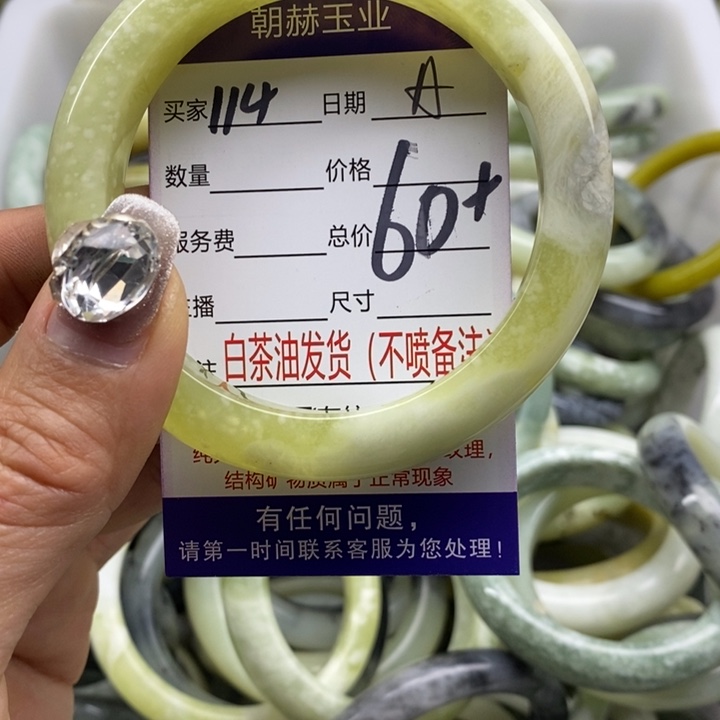 朝赫玉业
买家 114 日期 A
数量 价格
服务费 总价 60+
主播 尺寸
注 白茶油发货（不喷备注
纹理，
结构矿物质属于正常现象
有任何问题，
请第一时间联系客服为您处理！